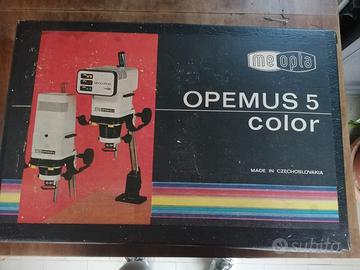 meopta
OPEMUS 5
color
MADE IN CZECHOSLOVAKIA
subito